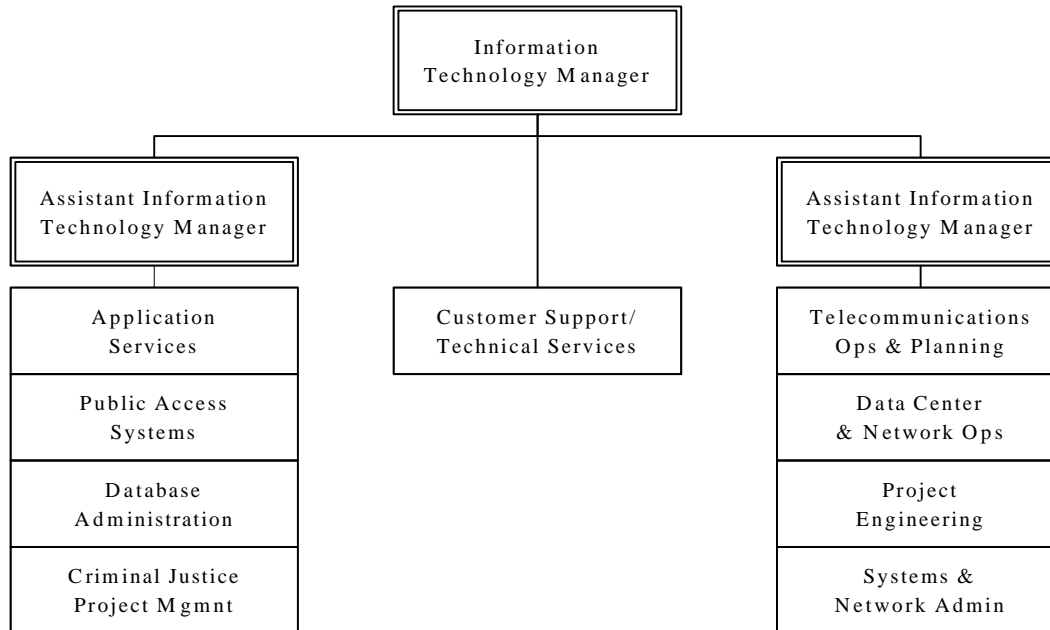 Information
Technology Manager
Assistant Information
Technology Manager
Assistant Information
Technology Manager
Application
Services
Public Access
Systems
Database
Administration
Criminal Justice
Project Mgmnt
Customer Support/
Technical Services
Telecommunications
Ops & Planning
Data Center
& Network Ops
Project
Engineering
Systems &
Network Admin